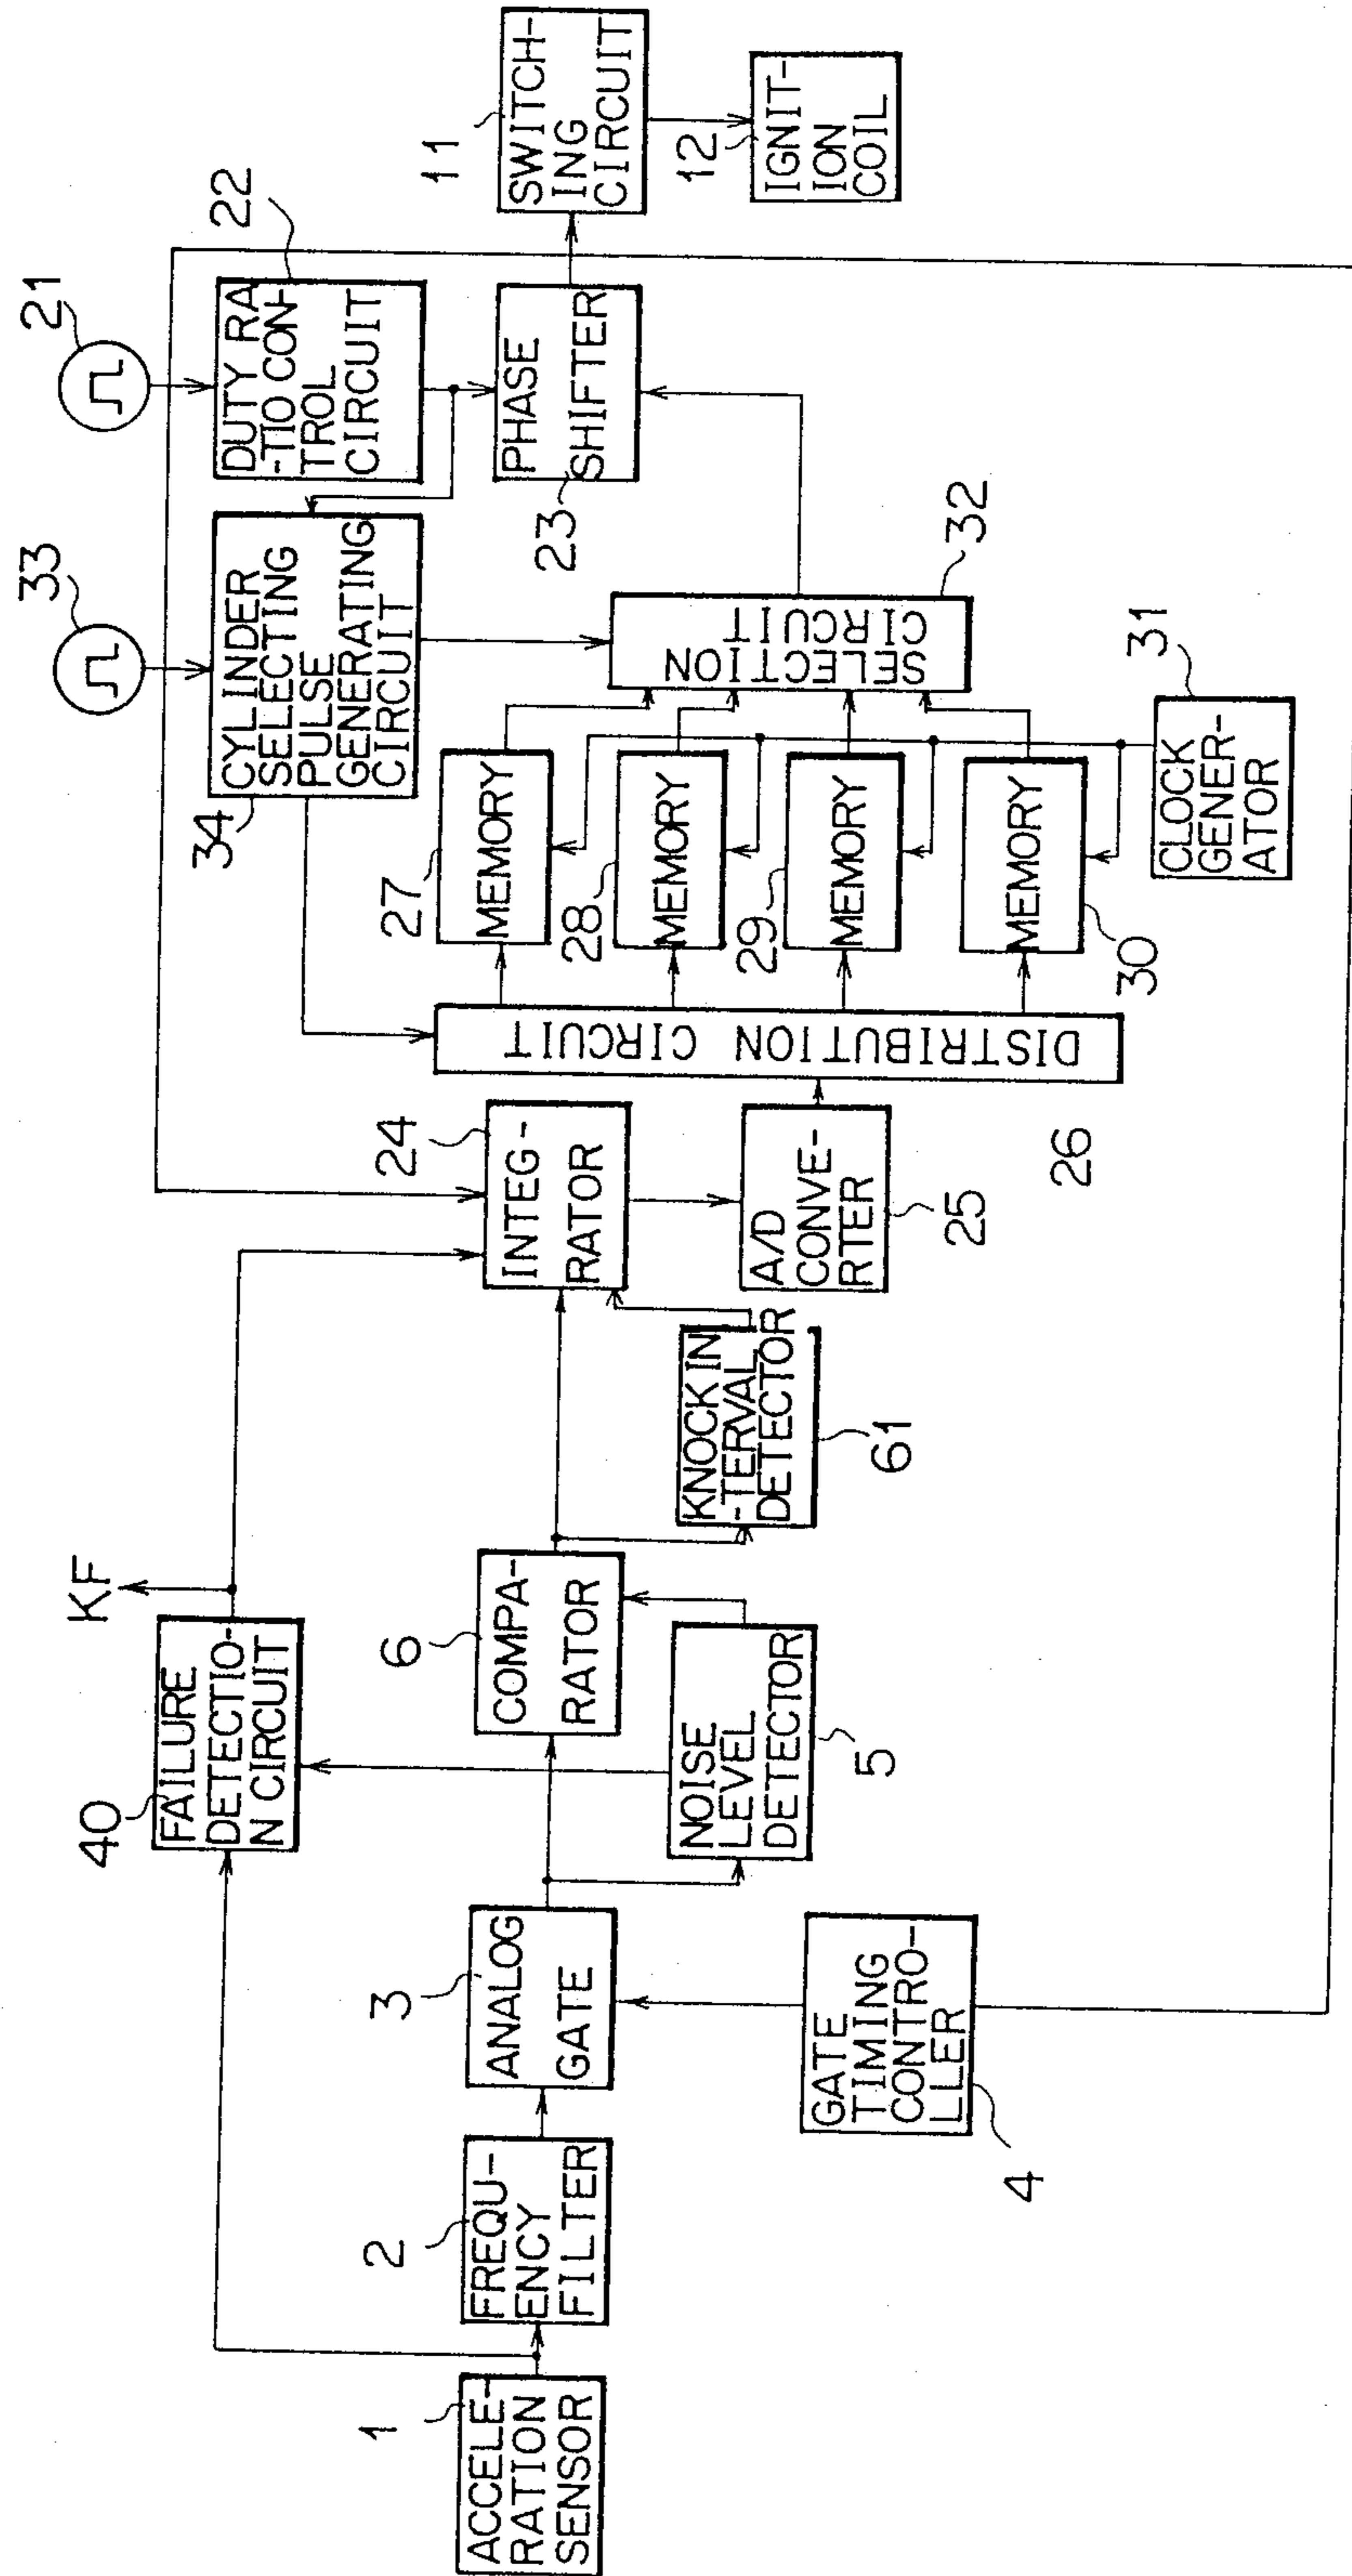 1
ACCELE-
RATION
SENSOR
2
FREQU-
ENCY
FILTER
3
ANALOG
GATE
GATE
TIMING
CONTRO-
LLER
4
40
FAILURE
DETECTIO-
N CIRCUIT
KF
NOISE
LEVEL
DETECTOR
5
6
COMPA-
RATOR
KNOCK IN
-TERVAL
DETECTOR
61
24
INTEG-
RATOR
A/D
CONVE-
RTER
25
DISTRIBUTION CIRCUIT
26
27
MEMORY
28
MEMORY
29
MEMORY
MEMORY
30
CLOCK
GENER-
ATOR
31
SELECTION
CIRCUIT
32
33
34
CYLINDER
SELECTING
PULSE
GENERATING
CIRCUIT
21
22
DUTY RA
-TIO CON-
TROL
CIRCUIT
PHASE
SHIFTER
23
11
SWITCH-
ING
CIRCUIT
12
IGNIT-
ION
COIL